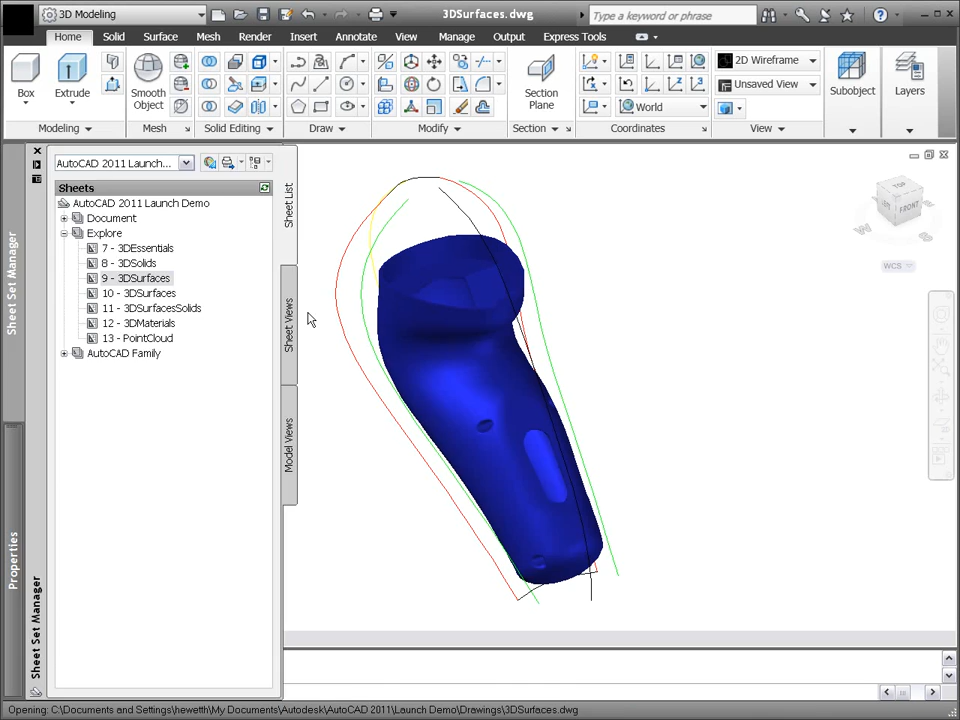 3D Modeling
3DSurfaces.dwg
Type a keyword or phrase
Home Solid Surface Mesh Render Insert Annotate View Manage Output Express Tools
Box
Extrude
Smooth Object
Section Plane
2D Wireframe
Unsaved View
World
Subobject
Layers
Modeling Mesh Solid Editing Draw Modify Section Coordinates View
AutoCAD 2011 Launch...
Sheets
AutoCAD 2011 Launch Demo
Document
Explore
7 - 3DEssentials
8 - 3DSolids
9 - 3DSurfaces
10 - 3DSurfaces
11 - 3DSurfacesSolids
12 - 3DMaterials
13 - PointCloud
AutoCAD Family
Sheet List
Sheet Views
Model Views
Sheet Set Manager
Properties
Sheet Set Manager
TOP
FRONT
WCS
Opening: C:\Documents and Settings\hewetth\My Documents\Autodesk\AutoCAD 2011\Launch Demo\Drawings\3DSurfaces.dwg